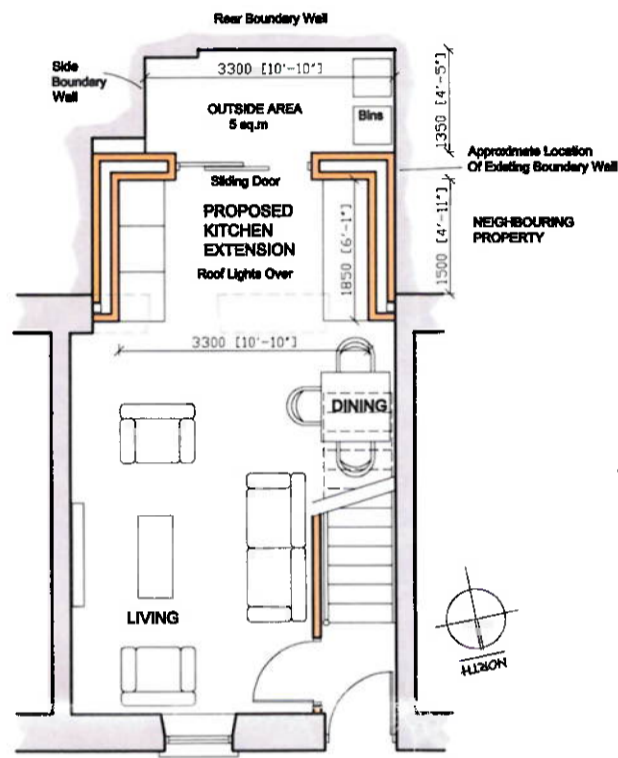 Rear Boundary Wall
Side
Boundary
Wall
3300 [10'-10"]
OUTSIDE AREA
5 sq.m
Bins
1350 [4'-5"]
Approximate Location
Of Existing Boundary Wall
Sliding Door
PROPOSED
KITCHEN
EXTENSION
Roof Lights Over
1850 [6'-1"]
1500 [4'-11"]
NEIGHBOURING
PROPERTY
3300 [10'-10"]
DINING
LIVING
NORTH